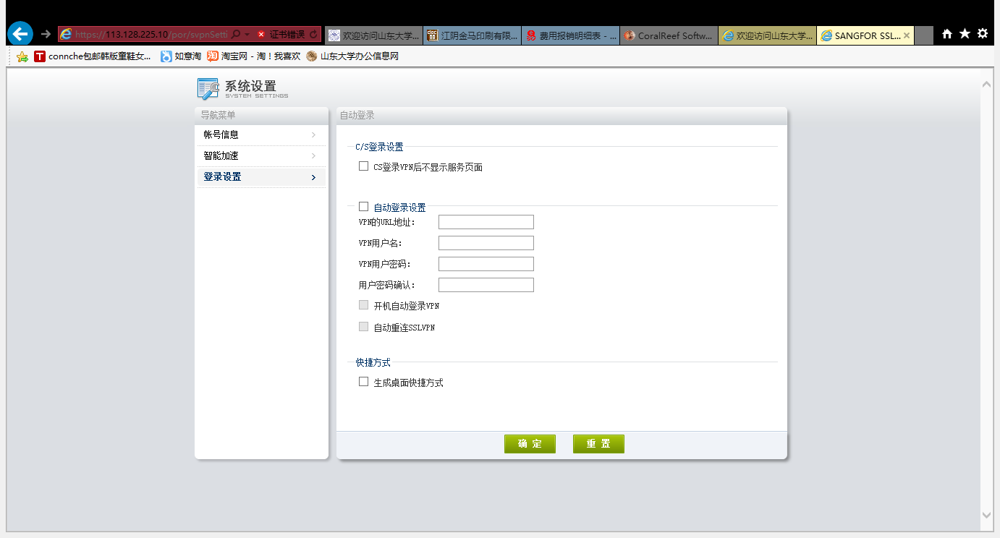 https://113.128.225.10/por/svpnSetti
证书错误
欢迎访问山东大学...
江阴金马印刷有限...
费用报销明细表 - ...
CoralReef Softw...
欢迎访问山东大学...
SANGFOR SSL...
connche包邮韩版童鞋女...
如意淘
淘宝网 - 淘！我喜欢
山东大学办公信息网
系统设置
SYSTEM SETTINGS
导航菜单
帐号信息
智能加速
登录设置
自动登录
C/S登录设置
CS登录VPN后不显示服务页面
自动登录设置
VPN的URL地址：
VPN用户名：
VPN用户密码：
用户密码确认：
开机自动登录VPN
自动重连SSLVPN
快捷方式
生成桌面快捷方式
确 定
重 置